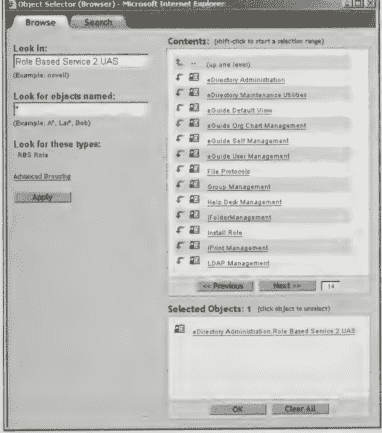 Object Selector (Browser) - Microsoft Internet Explorer
Browse
Search
Look in:
Role Based Service 2.UAS
(Example: novell)
Look for objects named:
*
(Example: A*, Lar*, Bob)
Look for these types:
RBS Role
Advanced Browsing
Apply
Contents: (shift-click to start a selection range)
.. (up one level)
eDirectory Administration
eDirectory Maintenance Utilities
eGuide Default View
eGuide Org Chart Management
eGuide Self Management
eGuide User Management
File Protocols
Group Management
Help Desk Management
iFolderManagement
Install Role
iPrint Management
LDAP Management
<< Previous
Next >>
14
Selected Objects: 1 (click object to unselect)
eDirectory Administration.Role Based Service 2.UAS
OK
Clear All